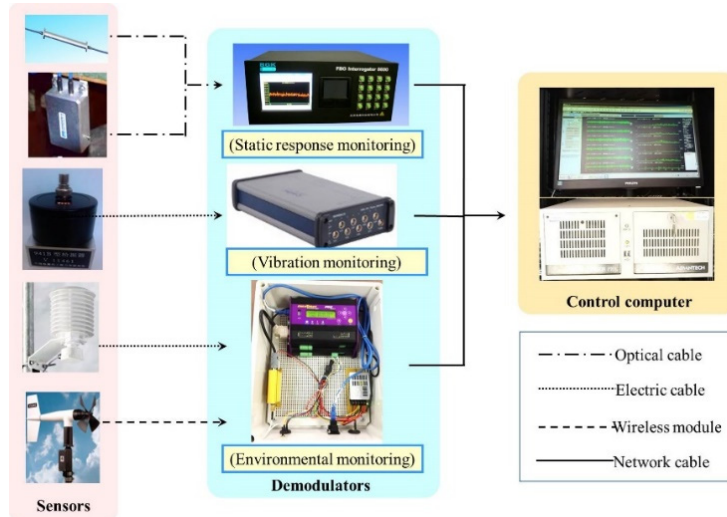 BGK
FBG Interrogator
(Static response monitoring)
(Vibration monitoring)
(Environmental monitoring)
Sensors
Demodulators
Control computer
Optical cable
Electric cable
Wireless module
Network cable